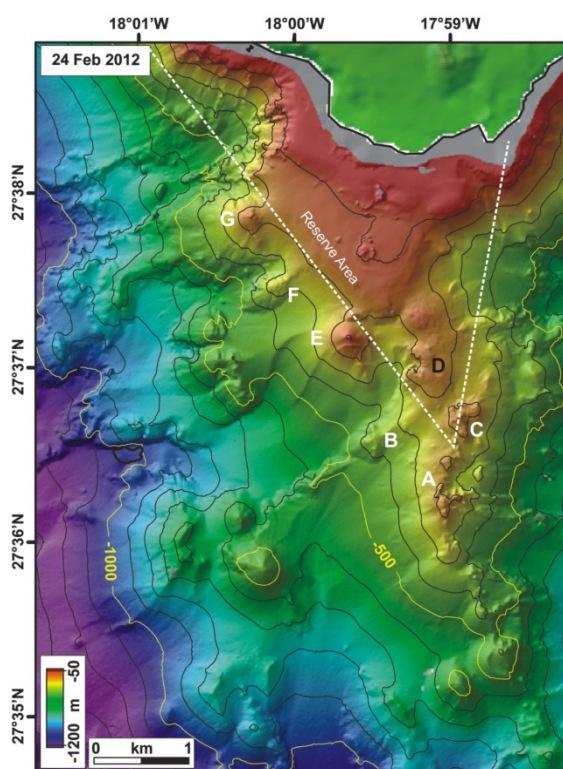 18°01'W 18°00'W 17°59'W
24 Feb 2012
27°38'N
27°37'N
27°36'N
27°35'N
Reserve Area
G
F
E
D
C
B
A
-500
-1000
-50
m
-1200
0 km 1